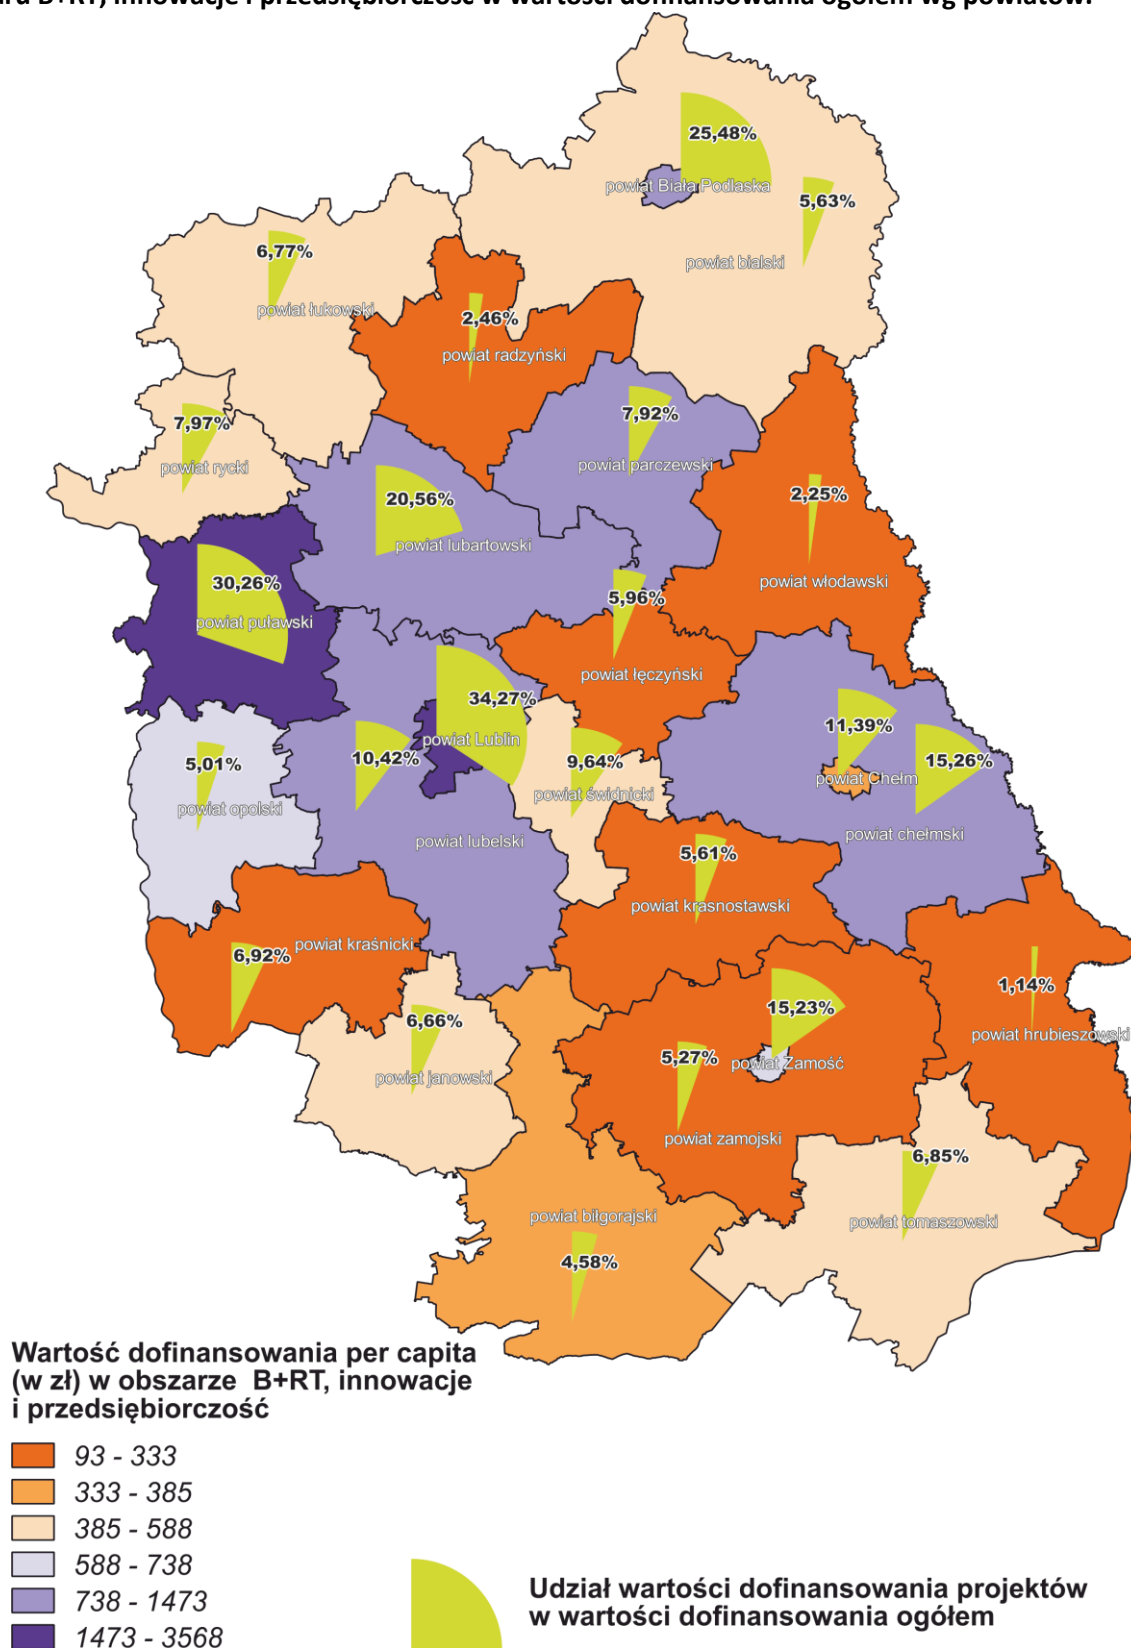 B+RT, innowacje i przedsiębiorczość w wartości dofinansowania ogółem wg powiatów.
25,48%
powiat Biała Podlaska
5,63%
powiat bialski
6,77%
powiat łukowski
2,46%
powiat radzyński
7,97%
powiat rycki
7,92%
powiat parczewski
20,56%
powiat lubartowski
2,25%
powiat włodawski
30,26%
powiat puławski
5,96%
powiat łęczyński
34,27%
powiat Lublin
10,42%
powiat lubelski
5,01%
powiat opolski
9,64%
powiat świdnicki
11,39%
powiat Chełm
15,26%
powiat chełmski
5,61%
powiat krasnostawski
powiat kraśnicki
6,92%
15,23%
powiat Zamość
1,14%
powiat hrubieszowski
6,66%
powiat janowski
5,27%
powiat zamojski
6,85%
powiat tomaszowski
powiat biłgorajski
4,58%
Wartość dofinansowania per capita
(w zł) w obszarze B+RT, innowacje
i przedsiębiorczość
93 - 333
333 - 385
385 - 588
588 - 738
738 - 1473
1473 - 3568
Udział wartości dofinansowania projektów
w wartości dofinansowania ogółem